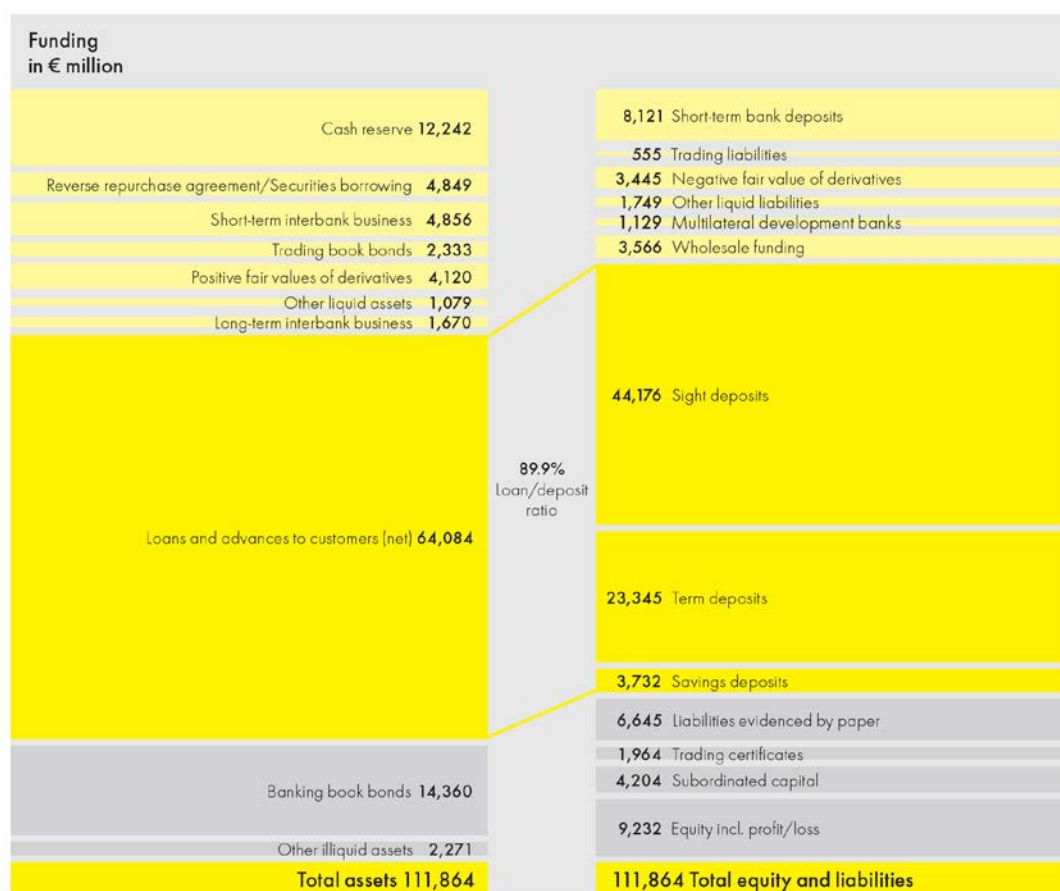 Funding
in € million
Cash reserve 12,242
Reverse repurchase agreement/Securities borrowing 4,849
Short-term interbank business 4,856
Trading book bonds 2,333
Positive fair values of derivatives 4,120
Other liquid assets 1,079
Long-term interbank business 1,670
Loans and advances to customers (net) 64,084
Banking book bonds 14,360
Other illiquid assets 2,271
Total assets 111,864
89.9%
Loan/deposit
ratio
8,121 Short-term bank deposits
555 Trading liabilities
3,445 Negative fair value of derivatives
1,749 Other liquid liabilities
1,129 Multilateral development banks
3,566 Wholesale funding
44,176 Sight deposits
23,345 Term deposits
3,732 Savings deposits
6,645 Liabilities evidenced by paper
1,964 Trading certificates
4,204 Subordinated capital
9,232 Equity incl. profit/loss
111,864 Total equity and liabilities